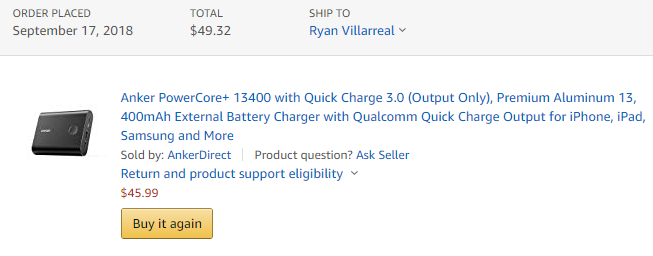 ORDER PLACED
September 17, 2018
TOTAL
$49.32
SHIP TO
Ryan Villarreal
Anker PowerCore+ 13400 with Quick Charge 3.0 (Output Only), Premium Aluminum 13,
400mAh External Battery Charger with Qualcomm Quick Charge Output for iPhone, iPad,
Samsung and More
Sold by: AnkerDirect
Product question? Ask Seller
Return and product support eligibility
$45.99
Buy it again